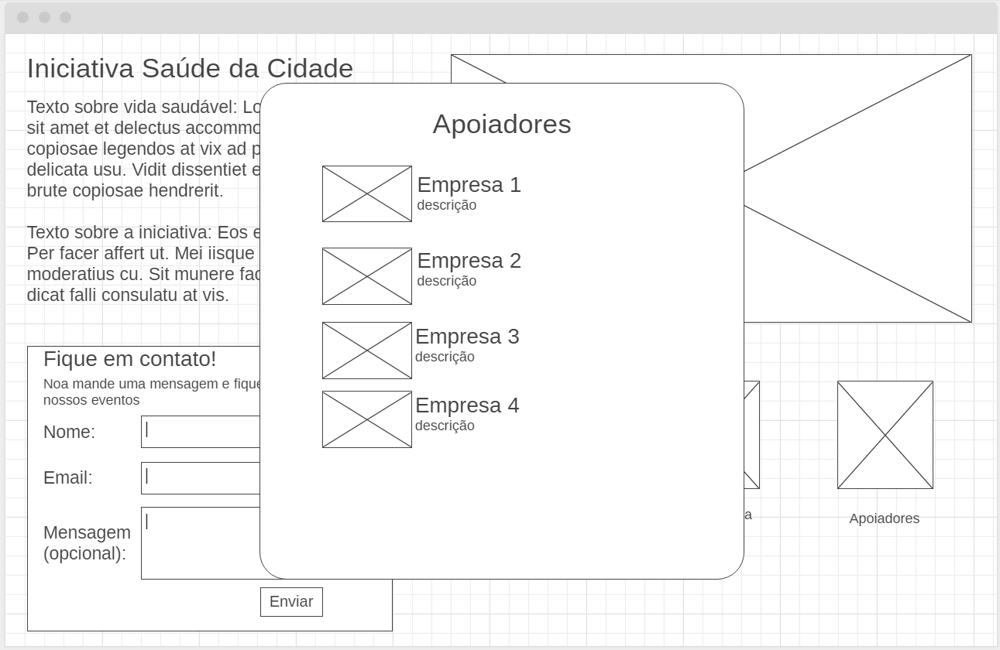 Iniciativa Saúde da Cidade
Texto sobre vida saudável: Lo
sit amet et delectus accommo
copiosae legendos at vix ad p
delicata usu. Vidit dissentiet e
brute copiosae hendrerit.
Texto sobre a iniciativa: Eos e
Per facer affert ut. Mei iisque
moderatius cu. Sit munere fac
dicat falli consulatu at vis.
Apoiadores
Empresa 1
descrição
Empresa 2
descrição
Empresa 3
descrição
Empresa 4
descrição
Fique em contato!
Noa mande uma mensagem e fique
nossos eventos
Nome:
Email:
Mensagem
(opcional):
Enviar
a
Apoiadores